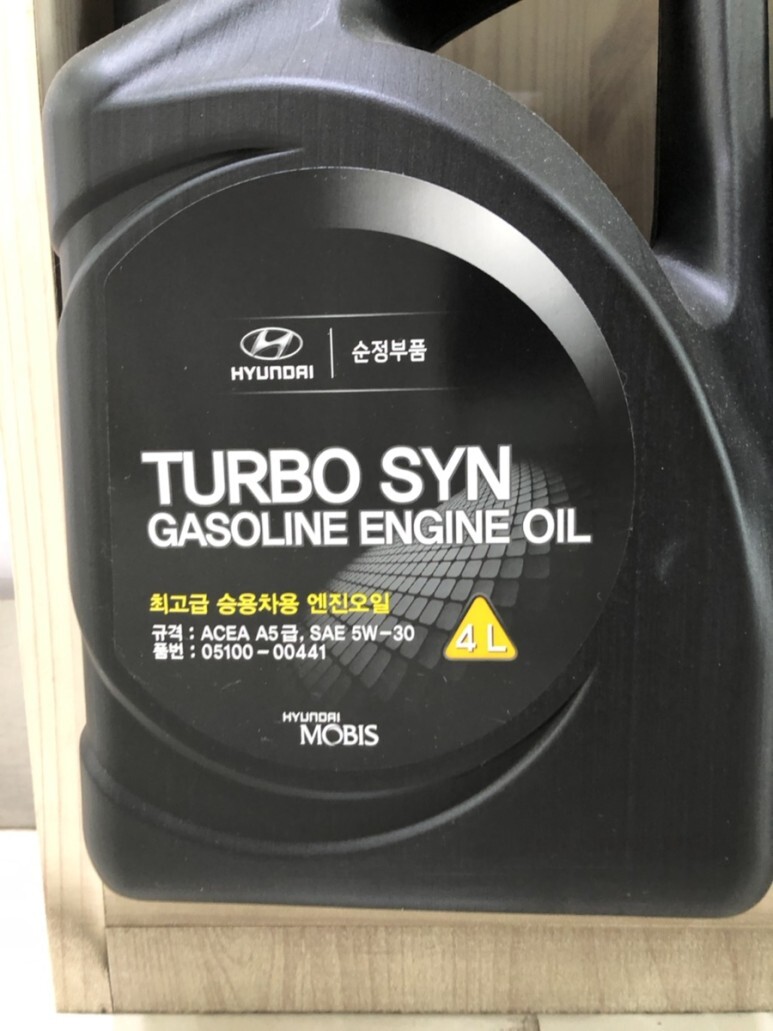 HYUNDAI
순정부품
TURBO SYN
GASOLINE ENGINE OIL
최고급 승용차용 엔진오일
규격 : ACEA A5급, SAE 5W-30
품번 : 05100-00441
4 L
HYUNDAI
MOBIS